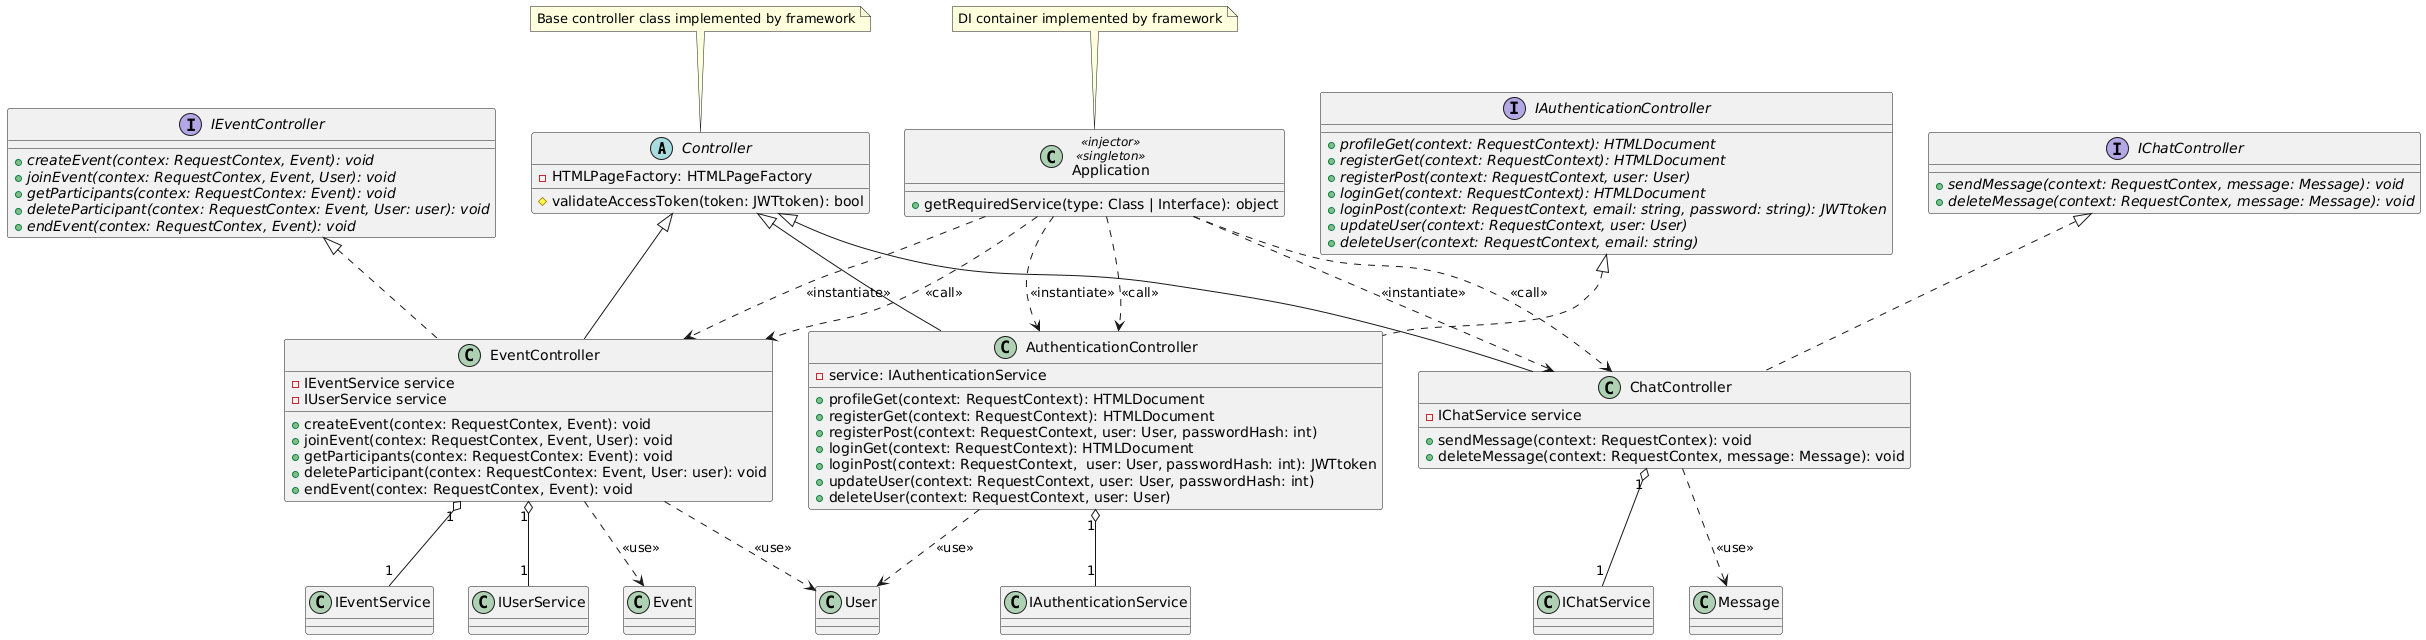 Base controller class implemented by framework
DI container implemented by framework
I IEventController
createEvent(contex: RequestContex, Event): void
joinEvent(contex: RequestContex, Event, User): void
getParticipants(contex: RequestContex: Event): void
deleteParticipant(contex: RequestContex: Event, User: user): void
endEvent(contex: RequestContex, Event): void
A Controller
HTMLPageFactory: HTMLPageFactory
validateAccessToken(token: JWTtoken): bool
«injector»
«singleton»
C Application
getRequiredService(type: Class | Interface): object
I IAuthenticationController
profileGet(context: RequestContext): HTMLDocument
registerGet(context: RequestContext): HTMLDocument
registerPost(context: RequestContext, user: User)
loginGet(context: RequestContext): HTMLDocument
loginPost(context: RequestContext, email: string, password: string): JWTtoken
updateUser(context: RequestContext, user: User)
deleteUser(context: RequestContext, email: string)
I IChatController
sendMessage(context: RequestContex, message: Message): void
deleteMessage(context: RequestContex, message: Message): void
«instantiate»
«call»
«instantiate»
«call»
«instantiate»
«call»
C EventController
IEventService service
IUserService service
createEvent(contex: RequestContex, Event): void
joinEvent(contex: RequestContex, Event, User): void
getParticipants(contex: RequestContex: Event): void
deleteParticipant(contex: RequestContex: Event, User: user): void
endEvent(contex: RequestContex, Event): void
C AuthenticationController
service: IAuthenticationService
profileGet(context: RequestContext): HTMLDocument
registerGet(context: RequestContext): HTMLDocument
registerPost(context: RequestContext, user: User, passwordHash: int)
loginGet(context: RequestContext): HTMLDocument
loginPost(context: RequestContext,  user: User, passwordHash: int): JWTtoken
updateUser(context: RequestContext, user: User, passwordHash: int)
deleteUser(context: RequestContext, user: User)
C ChatController
IChatService service
sendMessage(context: RequestContex): void
deleteMessage(context: RequestContex, message: Message): void
1
1
1
1
«use»
«use»
«use»
«use»
1
1
1
1
C IEventService
C IUserService
C Event
C User
C IAuthenticationService
C IChatService
C Message